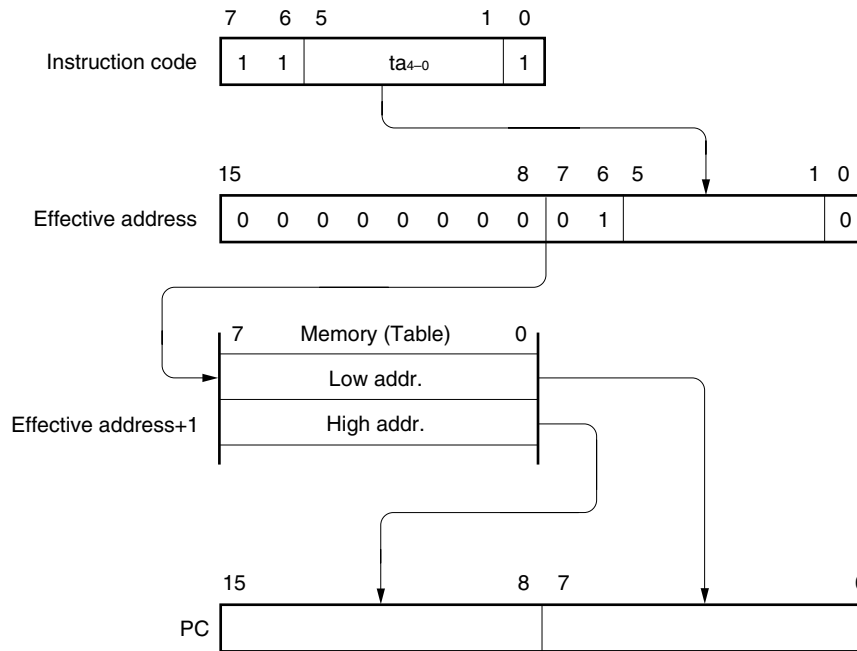 7 6 5 1 0
Instruction code 1 1 ta4–0 1
15 8 7 6 5 1 0
Effective address 0 0 0 0 0 0 0 0 0 1 0
7 Memory (Table) 0
Low addr.
Effective address+1 High addr.
15 8 7
PC